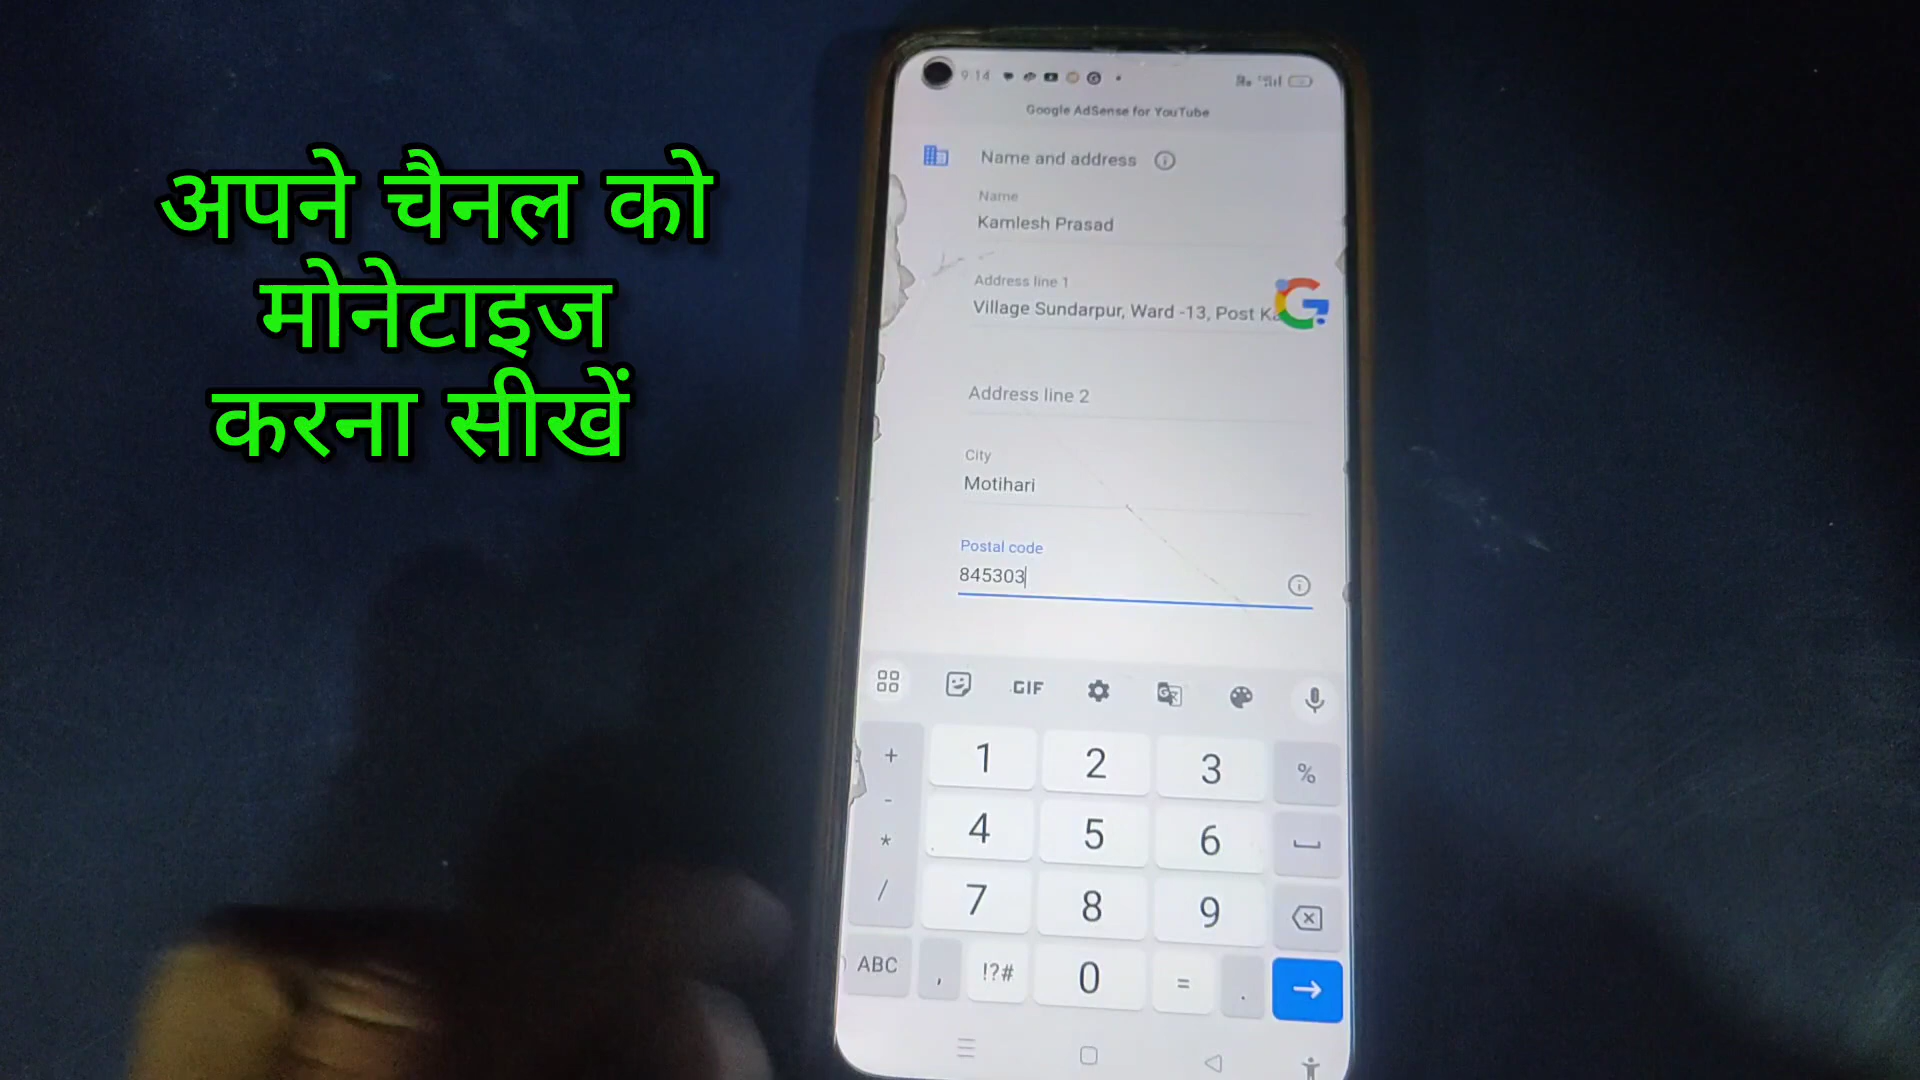 अपने चैनल को
मोनेटाइज
करना सीखें
9:14
Google AdSense for YouTube
Name and address
Name
Kamlesh Prasad
Address line 1
Village Sundarpur, Ward -13, Post
Address line 2
City
Motihari
Postal code
845303
GIF
+ 1 2 3 %
-
* 4 5 6
/ 7 8 9
ABC , !?# 0 = .